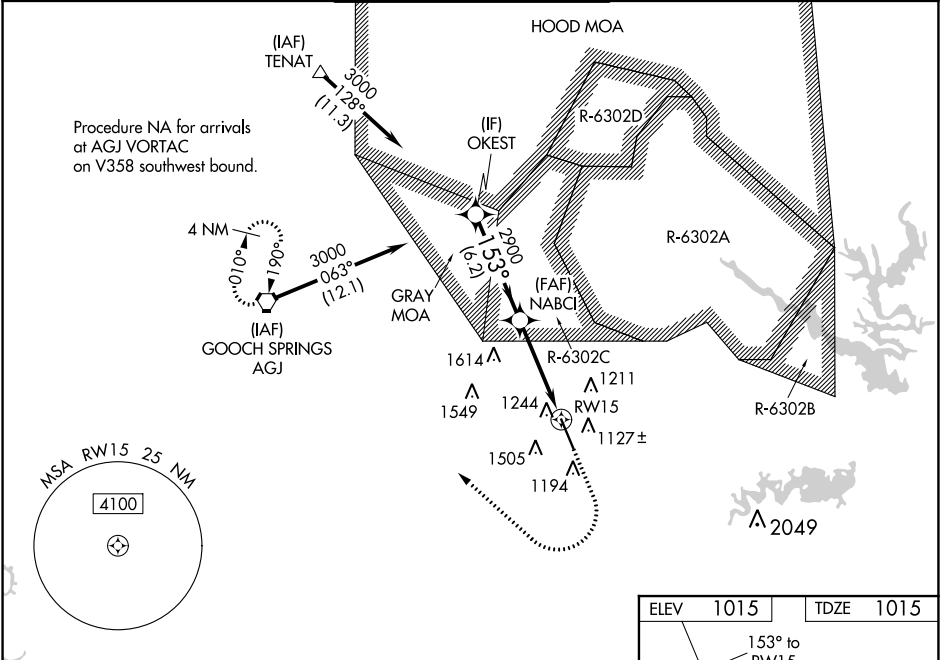 HOOD MOA
(IAF)
TENAT
3000
128°
(11.3)
R-6302D
(IF)
OKEST
Procedure NA for arrivals
at AGJ VORTAC
on V358 southwest bound.
4 NM
010°
190°
3000
063°
(12.1)
2900
153°
(6.2)
R-6302A
GRAY
MOA
(FAF)
NABCI
(IAF)
GOOCH SPRINGS
AGJ
1614
R-6302C
1549
1244
1211
RW15
1127±
R-6302B
1505
1194
MSA RW15 25 NM
4100
2049
ELEV 1015
TDZE 1015
153° to
RW15